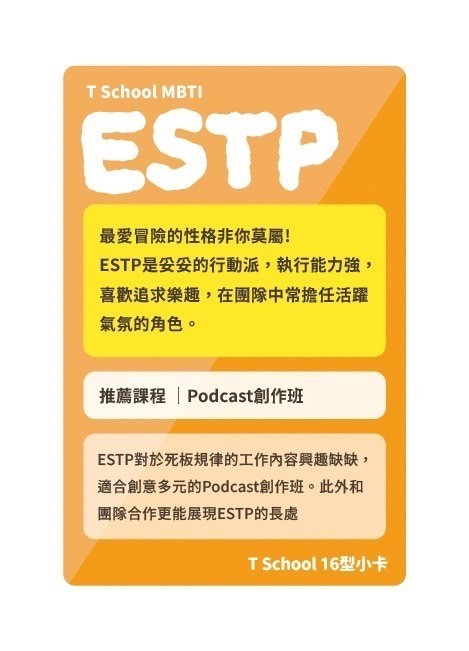 T School MBTI
ESTP
最愛冒險的性格非你莫屬!
ESTP是妥妥的行動派，執行能力強，
喜歡追求樂趣，在團隊中常擔任活躍
氣氛的角色。
推薦課程｜Podcast創作班
ESTP對於死板規律的工作內容興趣缺缺，
適合創意多元的Podcast創作班。此外和
團隊合作更能展現ESTP的長處
T School 16型小卡